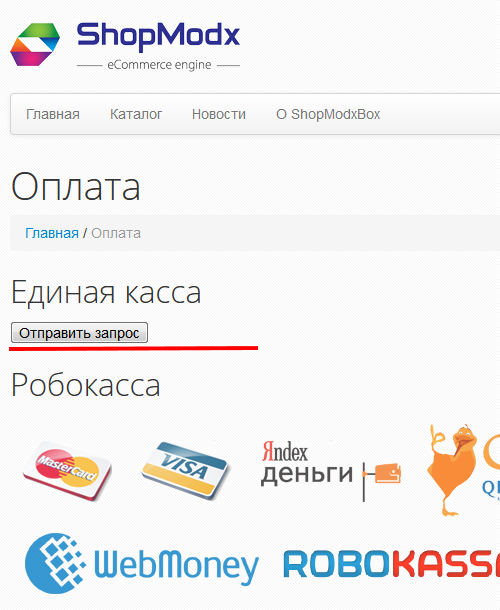 ShopModx
eCommerce engine
Главная Каталог Новости О ShopModxBox
Оплата
Главная / Оплата
Единая касса
Отправить запрос
Робокасса
MasterCard VISA Яndex
деньги
WebMoney ROBOKASSA